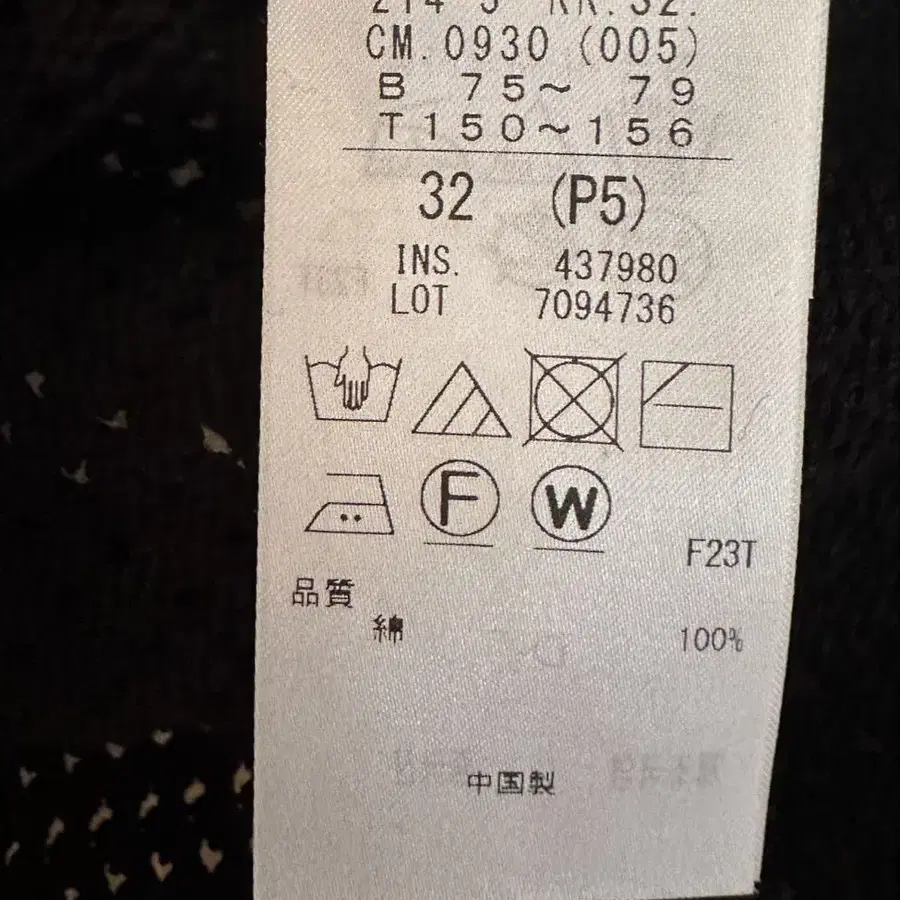 CM.0930 (005)
B 75～ 79
T150～156
32 (P5)
INS. 437980
LOT 7094736
F
W
F23T
品質
綿 100%
中国製